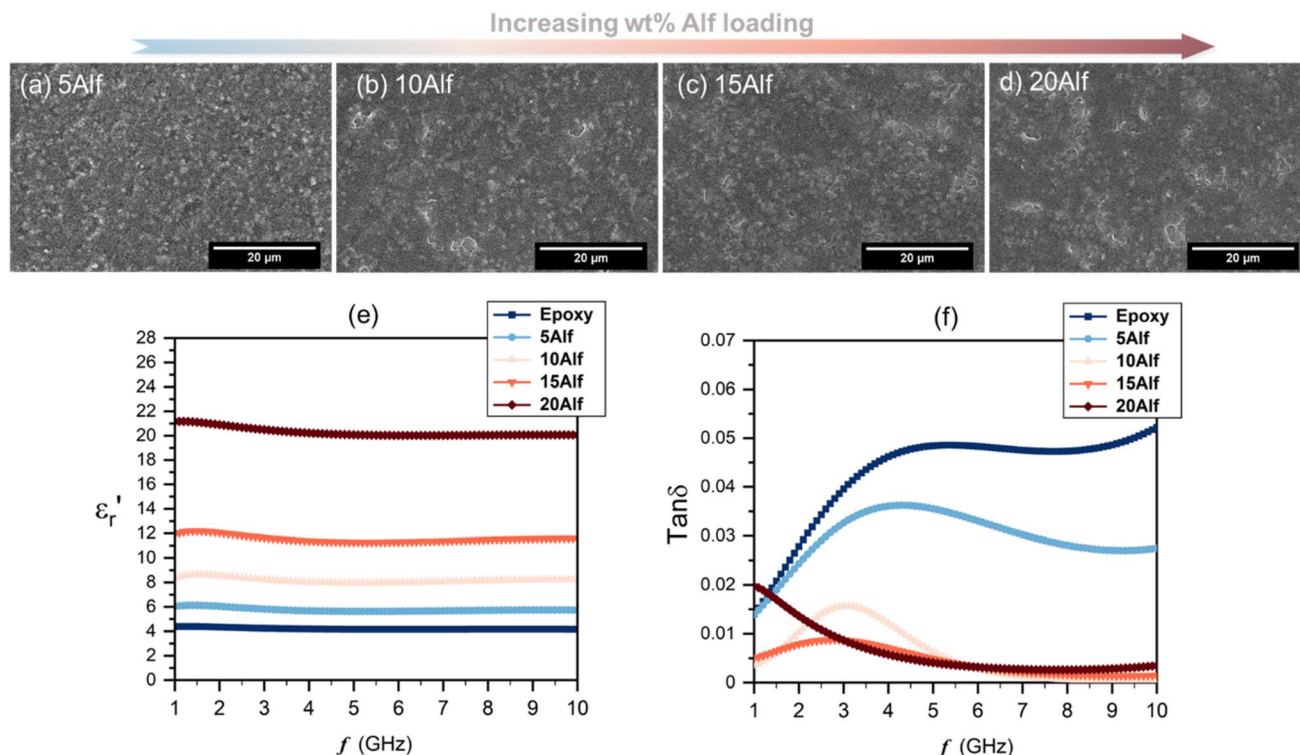 Increasing wt% Alf loading
(a) 5Alf
(b) 10Alf
(c) 15Alf
d) 20Alf
20 µm
20 µm
20 µm
20 µm
(e)
Epoxy
5Alf
10Alf
15Alf
20Alf
28
26
24
22
20
18
16
14
12
10
8
6
4
2
0
εr'
1 2 3 4 5 6 7 8 9 10
f (GHz)
(f)
Epoxy
5Alf
10Alf
15Alf
20Alf
0.07
0.06
0.05
0.04
0.03
0.02
0.01
0
Tanδ
1 2 3 4 5 6 7 8 9 10
f (GHz)